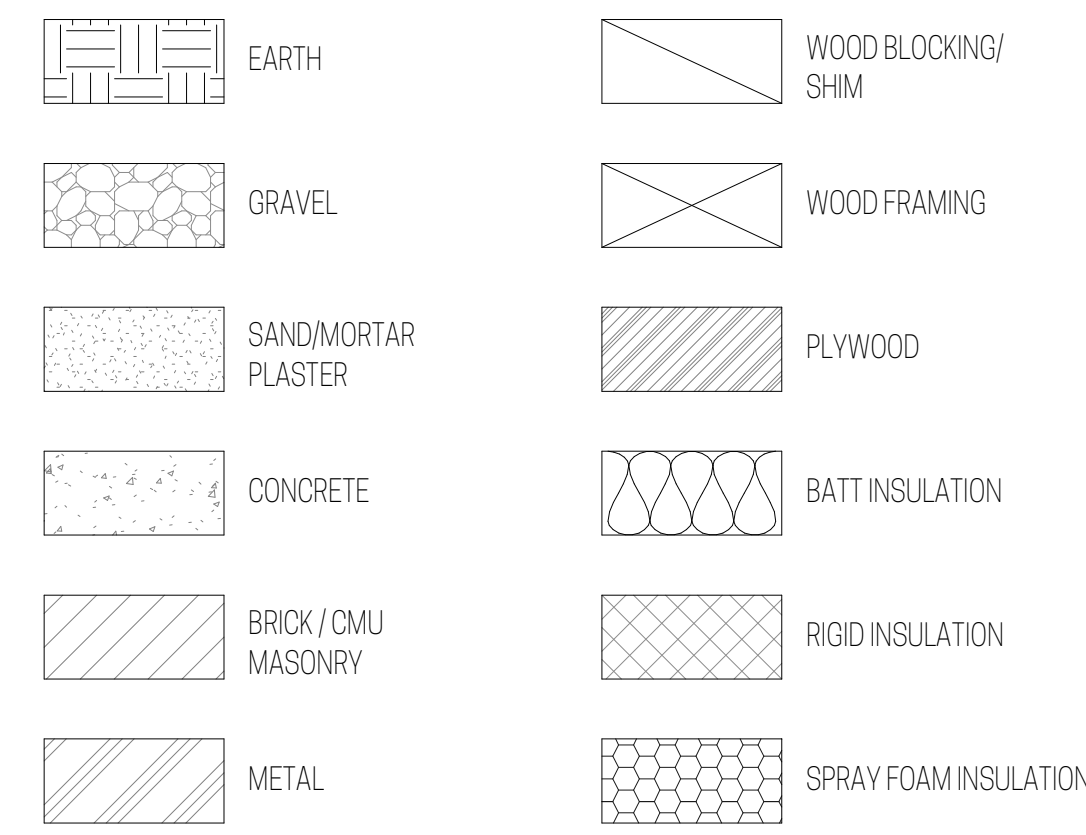 EARTH
GRAVEL
SAND/MORTAR
PLASTER
CONCRETE
BRICK / CMU
MASONRY
METAL
WOOD BLOCKING/
SHIM
WOOD FRAMING
PLYWOOD
BATT INSULATION
RIGID INSULATION
SPRAY FOAM INSULATION